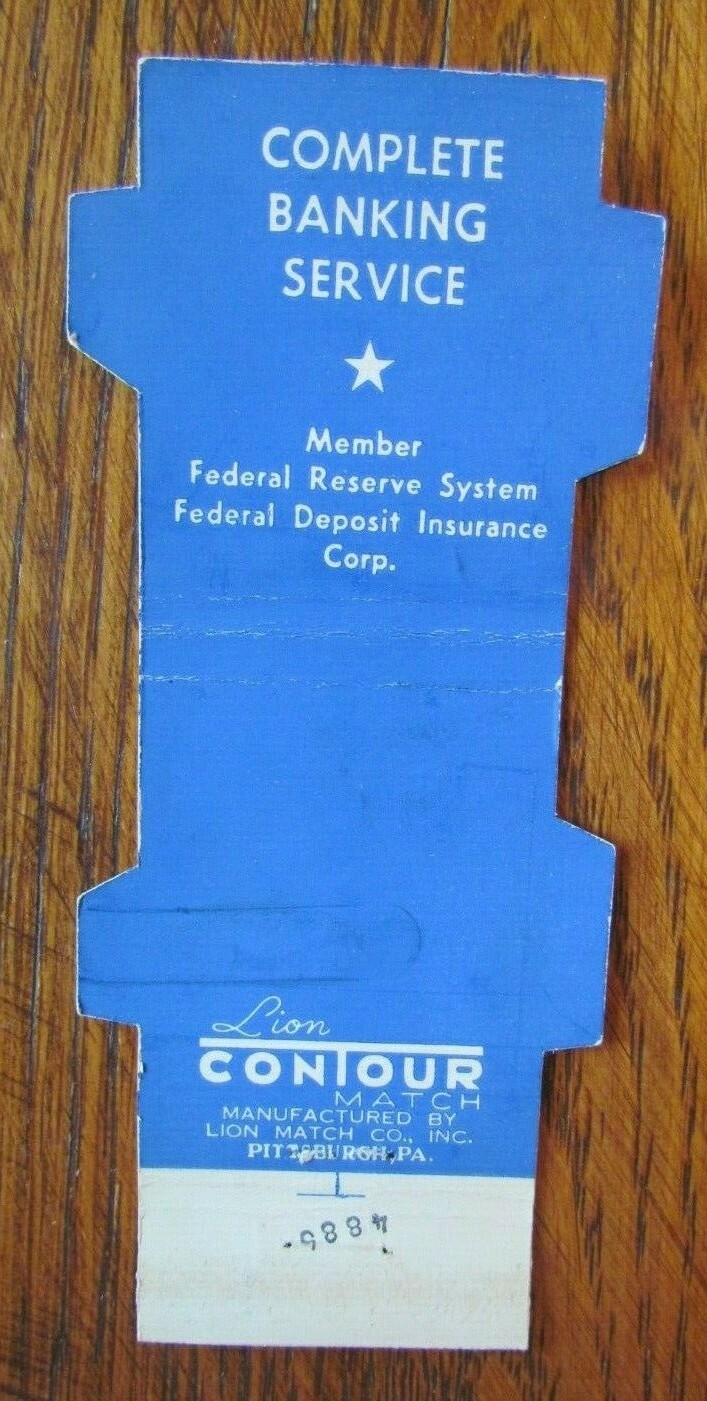 COMPLETE
BANKING
SERVICE
Member
Federal Reserve System
Federal Deposit Insurance
Corp.
Lion
CONTOUR
MATCH
MANUFACTURED BY
LION MATCH CO., INC.
PITTSBURGH, PA.